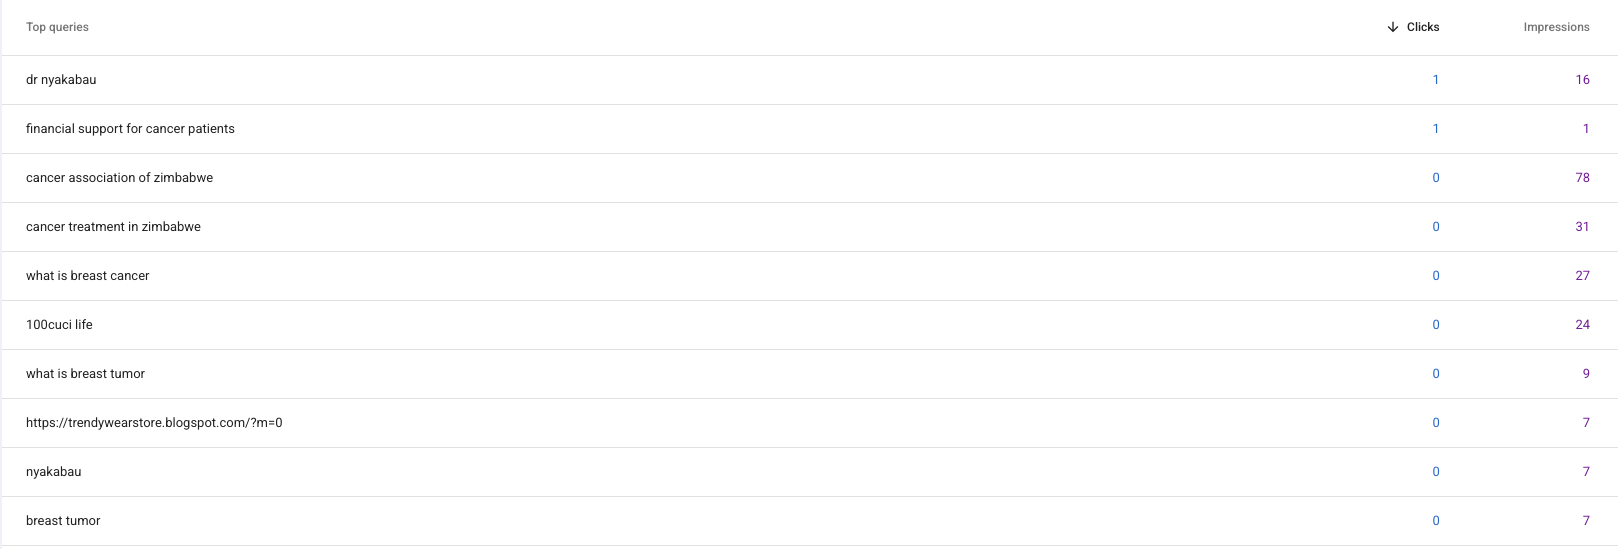 Top queries Clicks Impressions
dr nyakabau 1 16
financial support for cancer patients 1 1
cancer association of zimbabwe 0 78
cancer treatment in zimbabwe 0 31
what is breast cancer 0 27
100cuci life 0 24
what is breast tumor 0 9
https://trendywearstore.blogspot.com/?m=0 0 7
nyakabau 0 7
breast tumor 0 7